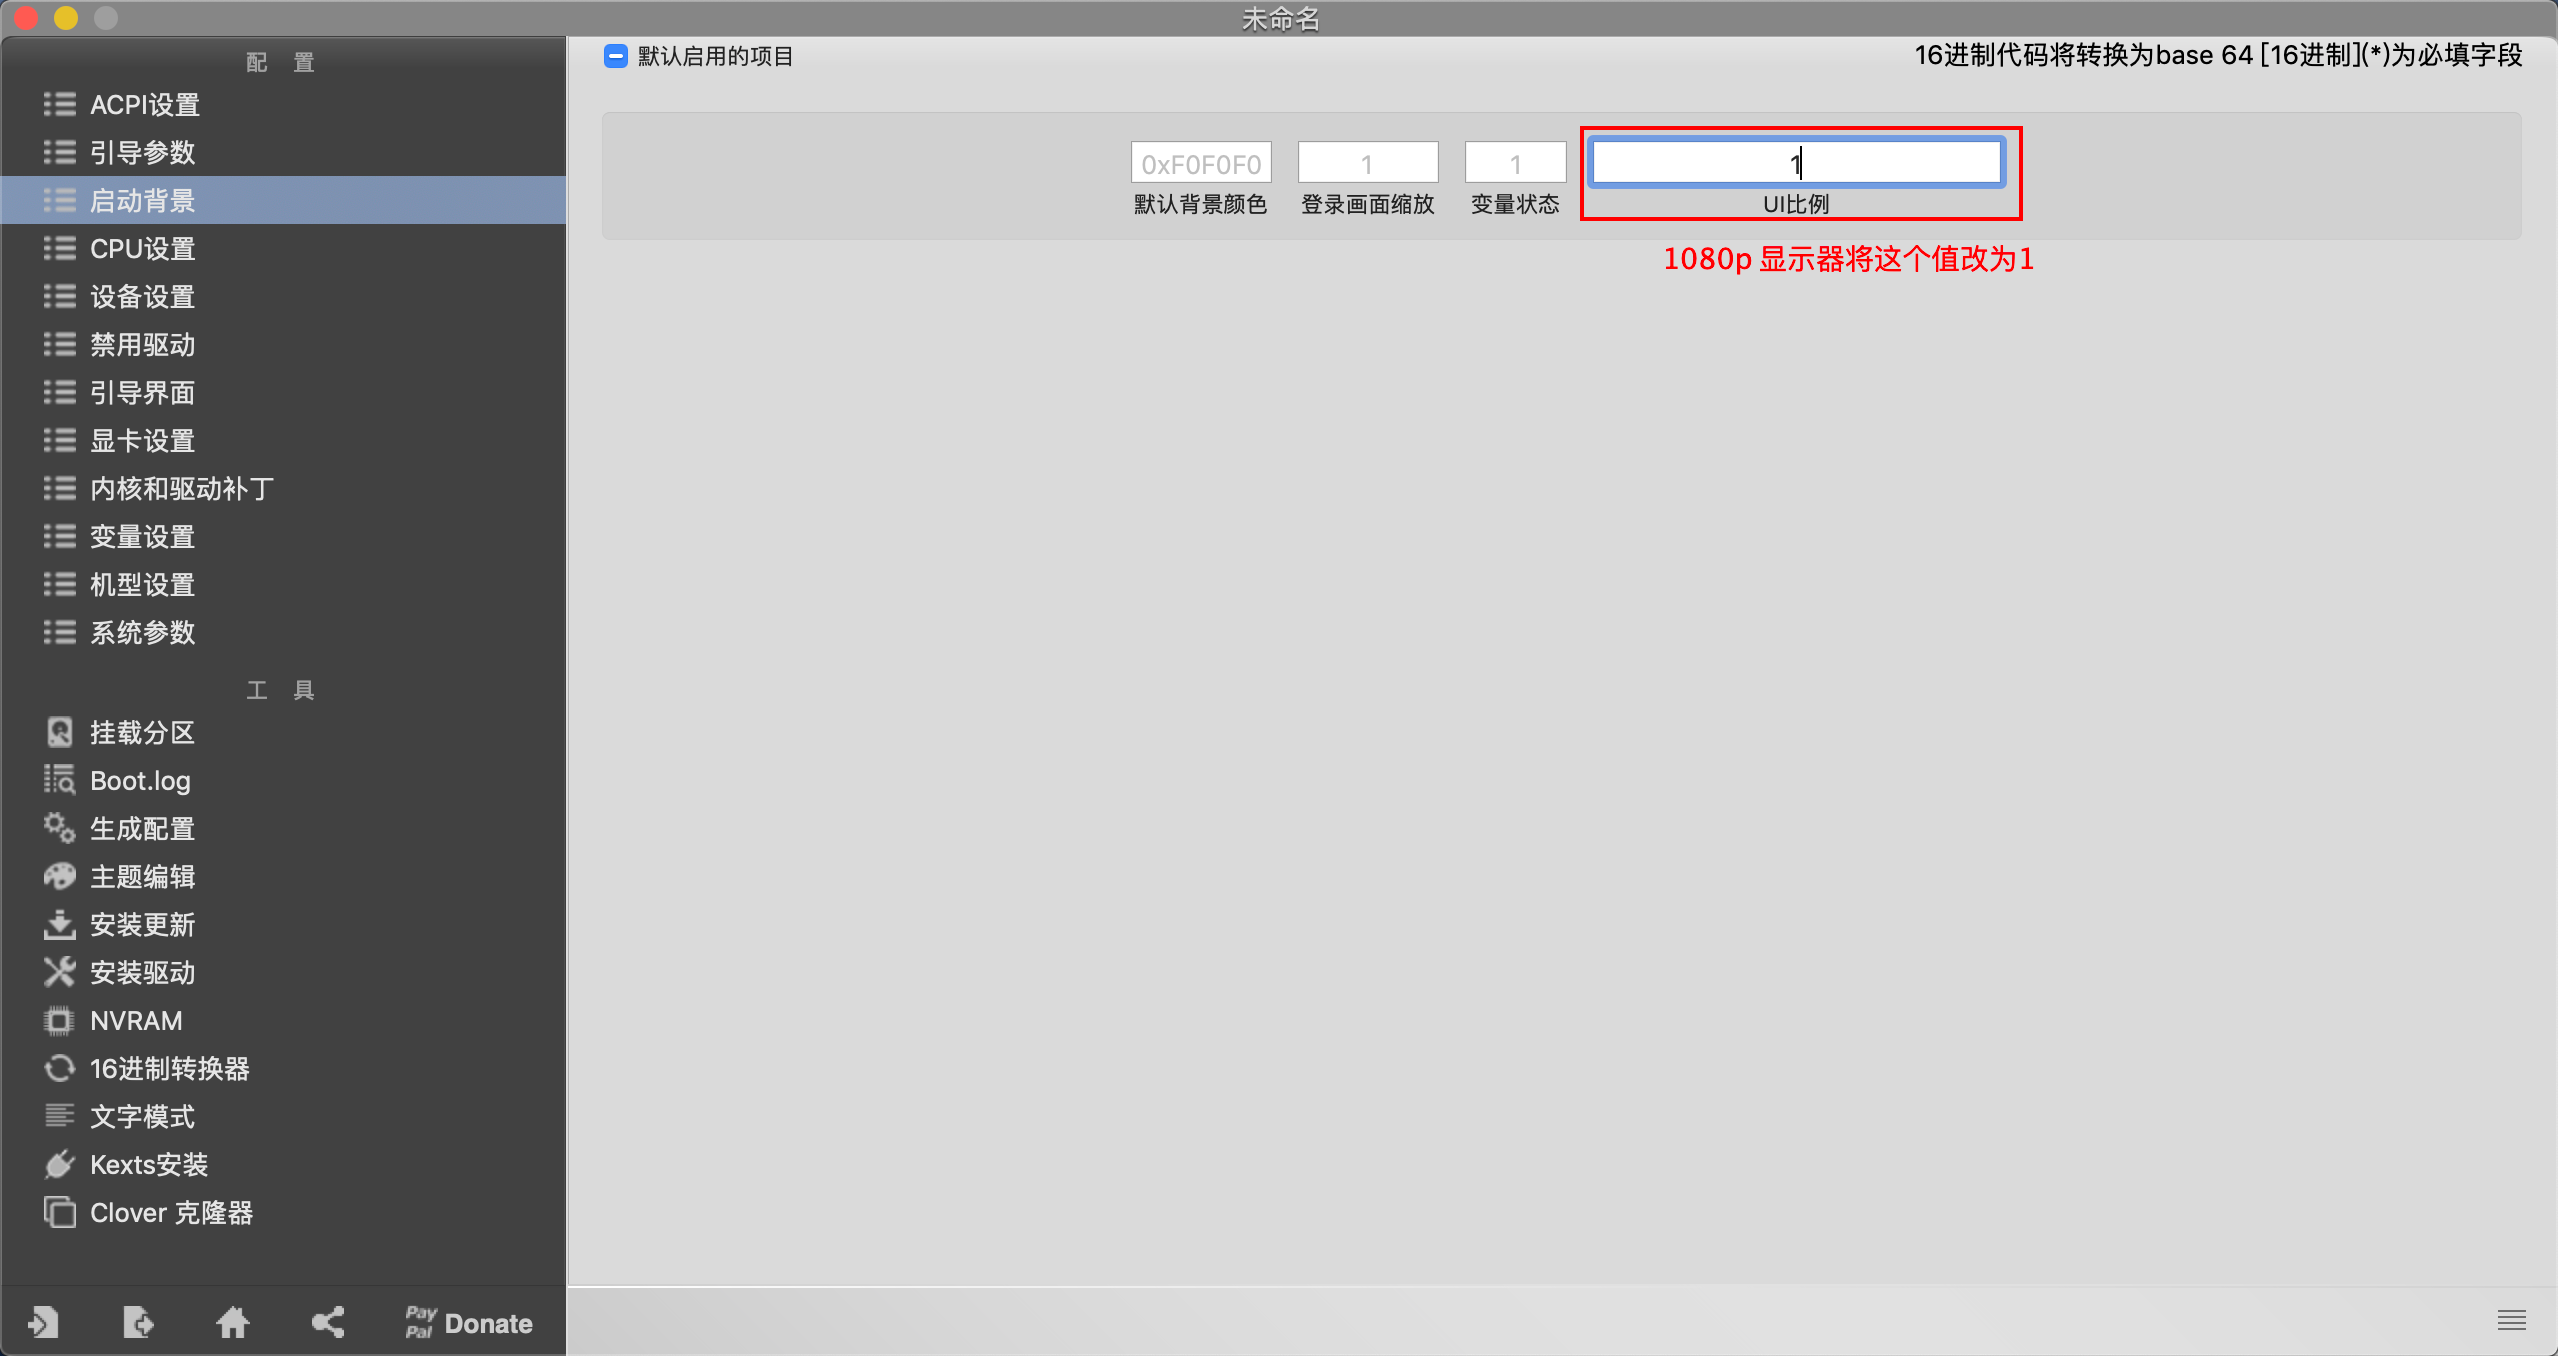 未命名
配 置
ACPI设置
引导参数
启动背景
CPU设置
设备设置
禁用驱动
引导界面
显卡设置
内核和驱动补丁
变量设置
机型设置
系统参数
工 具
挂载分区
Boot.log
生成配置
主题编辑
安装更新
安装驱动
NVRAM
16进制转换器
文字模式
Kexts安装
Clover 克隆器
Pay
Pal
Donate
默认启用的项目
16进制代码将转换为base 64 [16进制](*)为必填字段
0xF0F0F0 1 1 1
默认背景颜色 登录画面缩放 变量状态 UI比例
1080p 显示器将这个值改为1